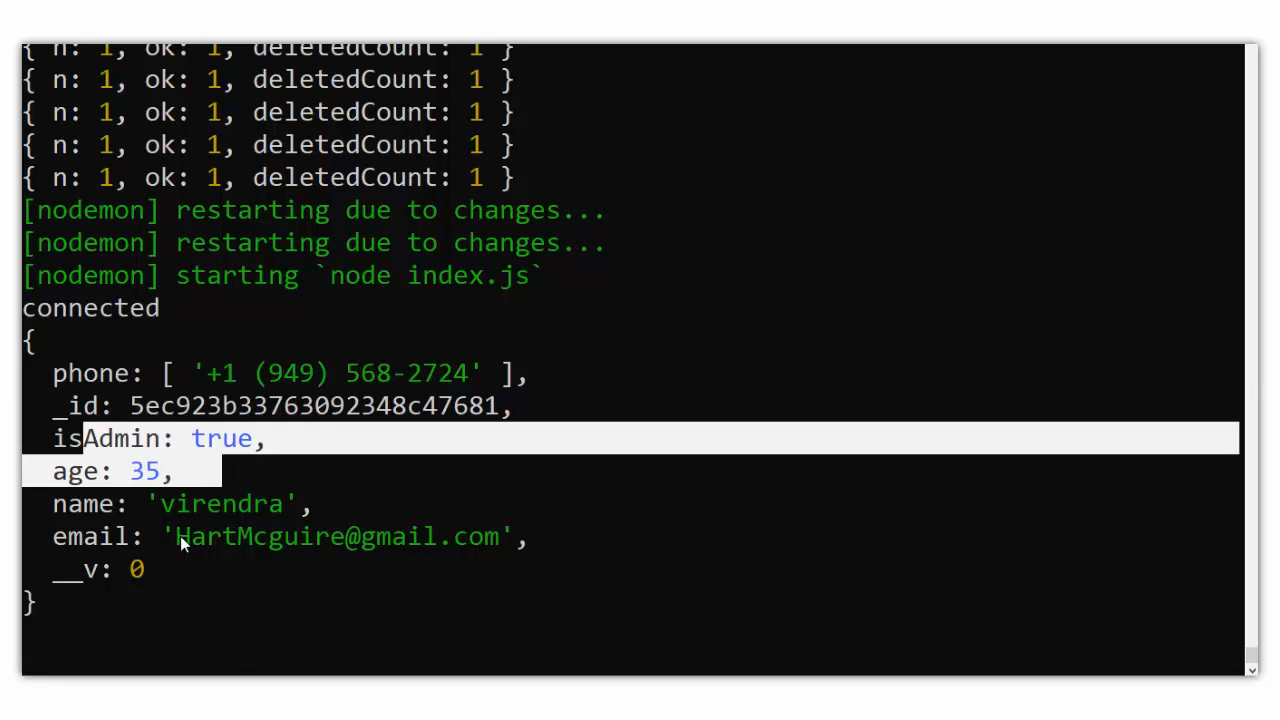 { n: 1, ok: 1, deletedCount: 1 }
{ n: 1, ok: 1, deletedCount: 1 }
{ n: 1, ok: 1, deletedCount: 1 }
{ n: 1, ok: 1, deletedCount: 1 }
{ n: 1, ok: 1, deletedCount: 1 }
[nodemon] restarting due to changes...
[nodemon] restarting due to changes...
[nodemon] starting `node index.js`
connected
{
  phone: [ '+1 (949) 568-2724' ],
  _id: 5ec923b33763092348c47681,
  isAdmin: true,
  age: 35,
  name: 'virendra',
  email: 'HartMcguire@gmail.com',
  __v: 0
}